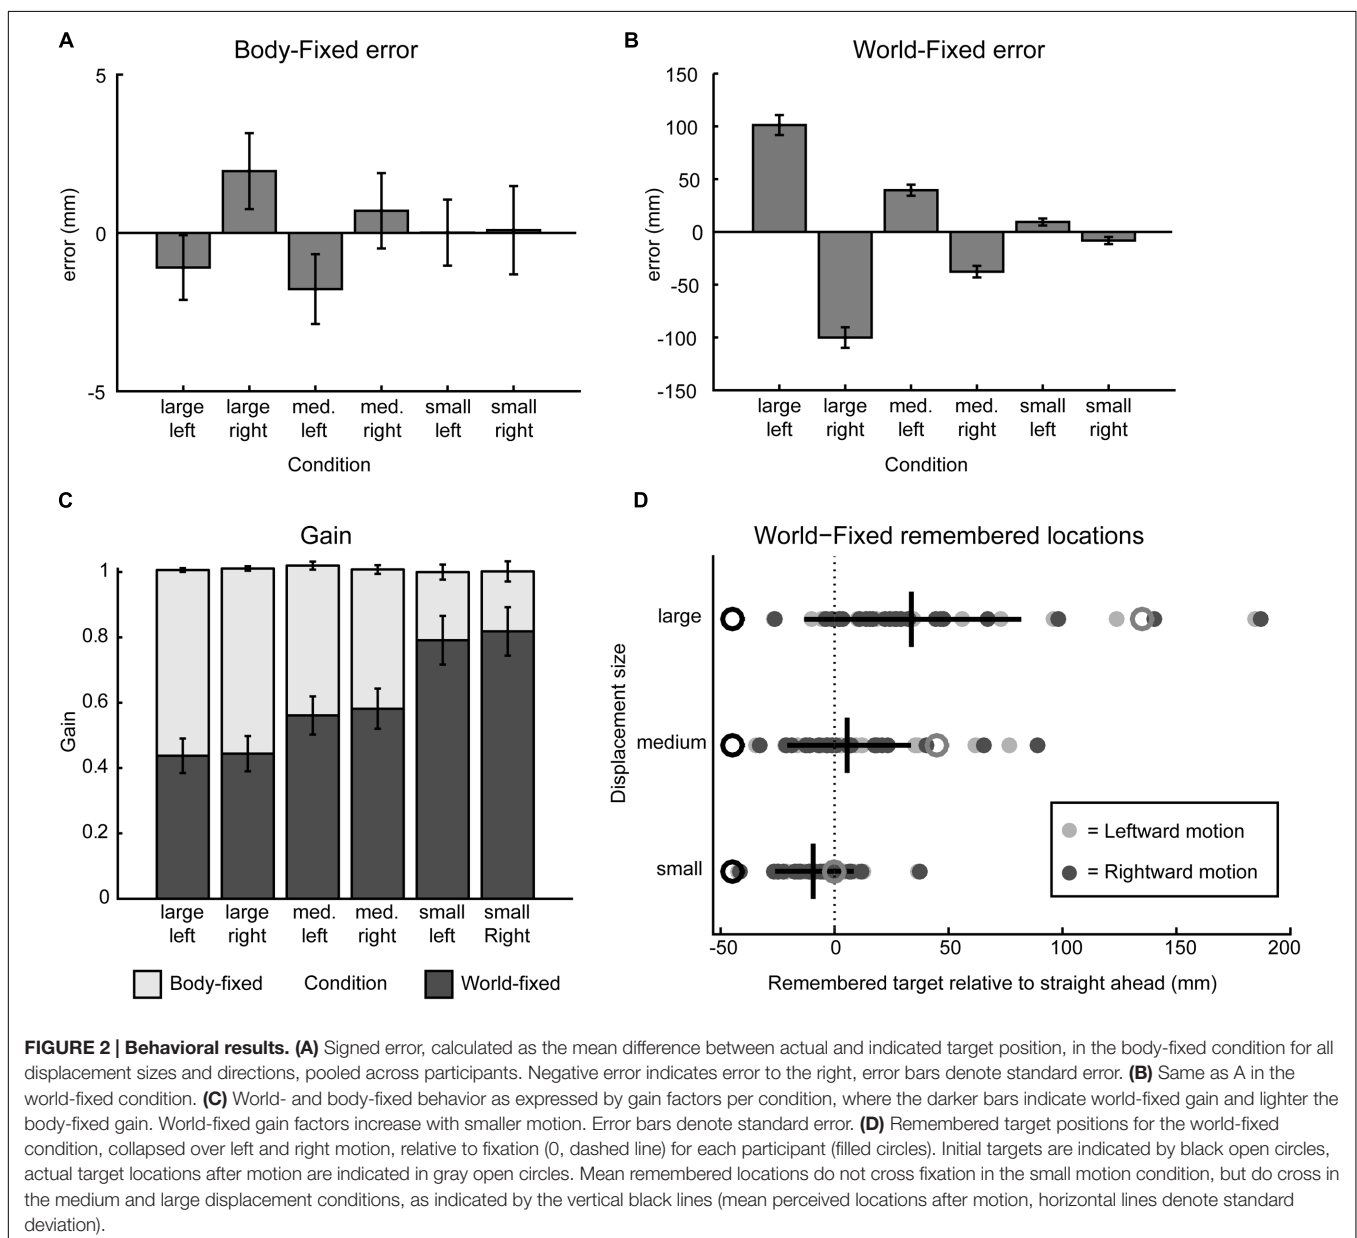 A
Body-Fixed error
5
0
-5
error (mm)
large left
large right
med. left
med. right
small left
small right
Condition
B
World-Fixed error
150
100
50
0
-50
-100
-150
error (mm)
large left
large right
med. left
med. right
small left
small right
Condition
C
Gain
1
0.8
0.6
0.4
0.2
0
Gain
large left
large right
med. left
med. right
small left
small Right
Body-fixed
Condition
World-fixed
D
World−Fixed remembered locations
large
medium
small
Displacement size
= Leftward motion
= Rightward motion
-50
0
50
100
150
200
Remembered target relative to straight ahead (mm)
FIGURE 2 | Behavioral results. (A) Signed error, calculated as the mean difference between actual and indicated target position, in the body-fixed condition for all
displacement sizes and directions, pooled across participants. Negative error indicates error to the right, error bars denote standard error. (B) Same as A in the
world-fixed condition. (C) World- and body-fixed behavior as expressed by gain factors per condition, where the darker bars indicate world-fixed gain and lighter the
body-fixed gain. World-fixed gain factors increase with smaller motion. Error bars denote standard error. (D) Remembered target positions for the world-fixed
condition, collapsed over left and right motion, relative to fixation (0, dashed line) for each participant (filled circles). Initial targets are indicated by black open circles,
actual target locations after motion are indicated in gray open circles. Mean remembered locations do not cross fixation in the small motion condition, but do cross in
the medium and large displacement conditions, as indicated by the vertical black lines (mean perceived locations after motion, horizontal lines denote standard
deviation).